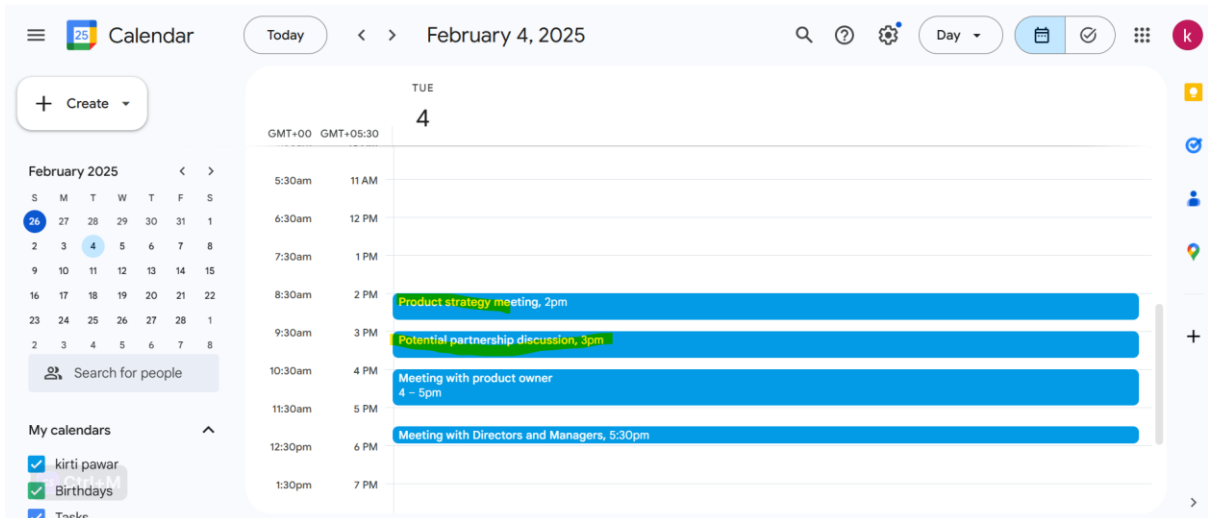 25 Calendar Today February 4, 2025 Day k
Create
TUE
4
GMT+00 GMT+05:30
February 2025
S M T W T F S
26 27 28 29 30 31 1
2 3 4 5 6 7 8
9 10 11 12 13 14 15
16 17 18 19 20 21 22
23 24 25 26 27 28 1
2 3 4 5 6 7 8
Search for people
My calendars
kirti pawar
Ctrl+M
Birthdays
Tasks
5:30am 11 AM
6:30am 12 PM
7:30am 1 PM
8:30am 2 PM
Product strategy meeting, 2pm
9:30am 3 PM
Potential partnership discussion, 3pm
10:30am 4 PM
Meeting with product owner
4 – 5pm
11:30am 5 PM
Meeting with Directors and Managers, 5:30pm
12:30pm 6 PM
1:30pm 7 PM